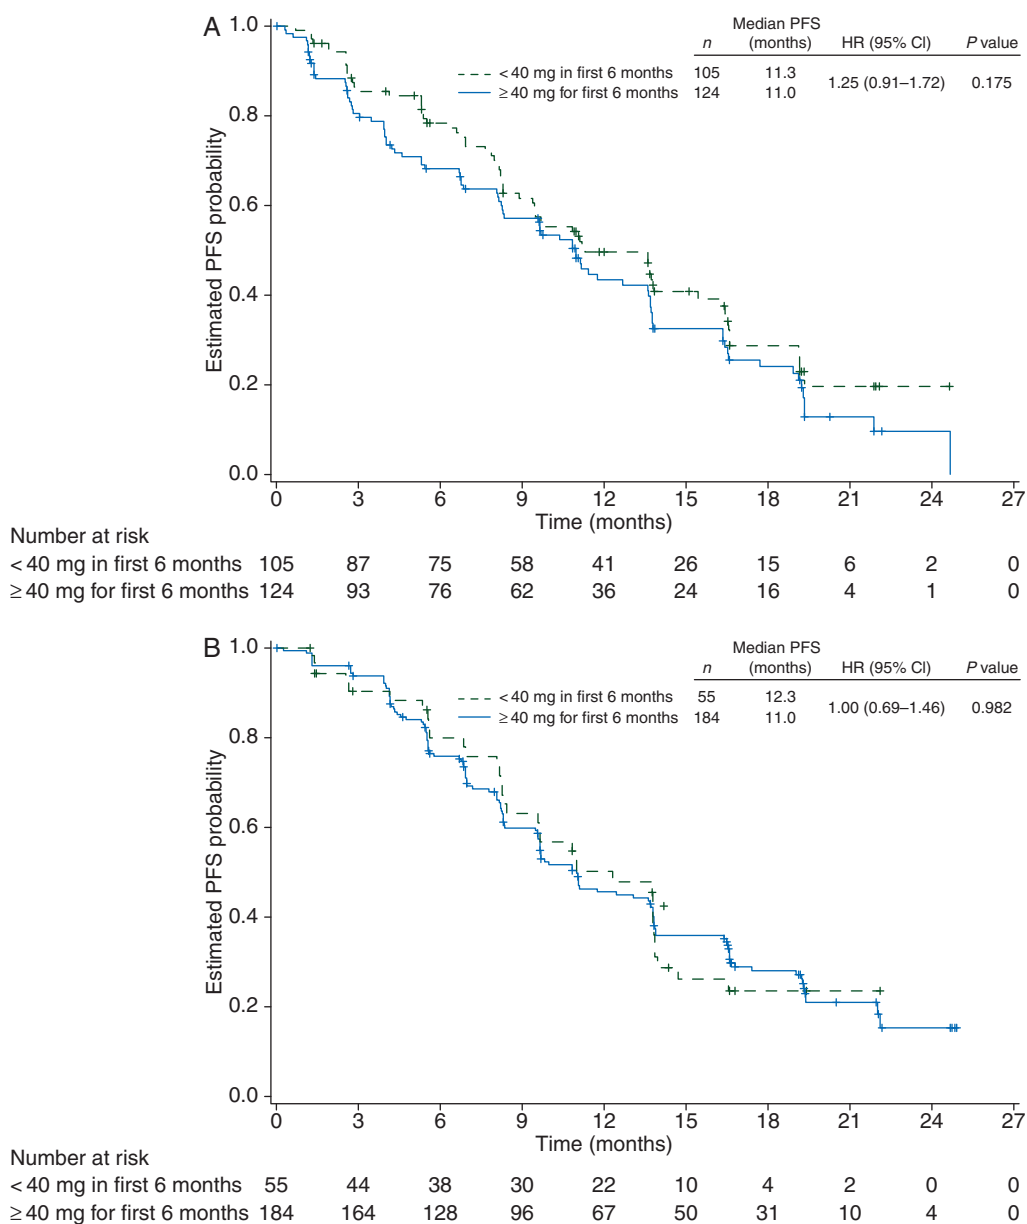 A
Median PFS
n (months) HR (95% CI) P value
< 40 mg in first 6 months 105 11.3
1.25 (0.91–1.72) 0.175
≥ 40 mg for first 6 months 124 11.0
Estimated PFS probability
1.0
0.8
0.6
0.4
0.2
0.0
0 3 6 9 12 15 18 21 24 27
Time (months)
Number at risk
< 40 mg in first 6 months 105 87 75 58 41 26 15 6 2 0
≥ 40 mg for first 6 months 124 93 76 62 36 24 16 4 1 0
B
Median PFS
n (months) HR (95% CI) P value
< 40 mg in first 6 months 55 12.3
1.00 (0.69–1.46) 0.982
≥ 40 mg for first 6 months 184 11.0
Estimated PFS probability
1.0
0.8
0.6
0.4
0.2
0.0
0 3 6 9 12 15 18 21 24 27
Time (months)
Number at risk
< 40 mg in first 6 months 55 44 38 30 22 10 4 2 0 0
≥ 40 mg for first 6 months 184 164 128 96 67 50 31 10 4 0